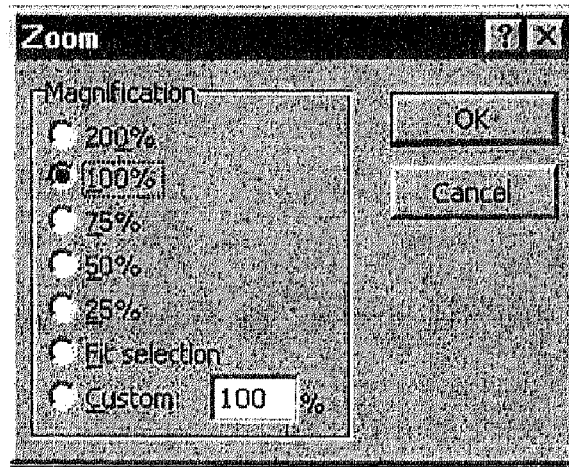 Zoom ? X
Magnification
200% OK
100%
75% Cancel
50%
25%
Fit selection
Custom 100 %